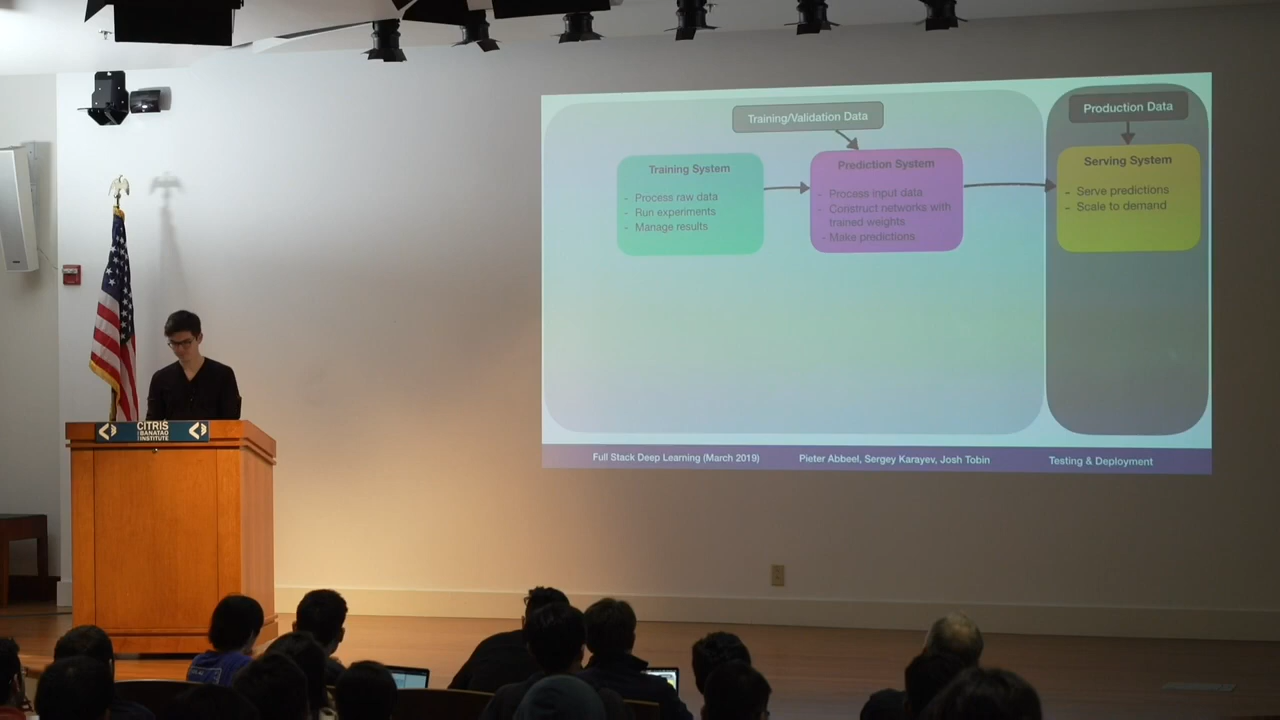 Training/Validation Data
Production Data
Training System
- Process raw data
- Run experiments
- Manage results
Prediction System
- Process input data
- Construct networks with
trained weights
- Make predictions
Serving System
- Serve predictions
- Scale to demand
Full Stack Deep Learning (March 2019)
Pieter Abbeel, Sergey Karayev, Josh Tobin
Testing & Deployment
CITRIS
BANATAO
INSTITUTE